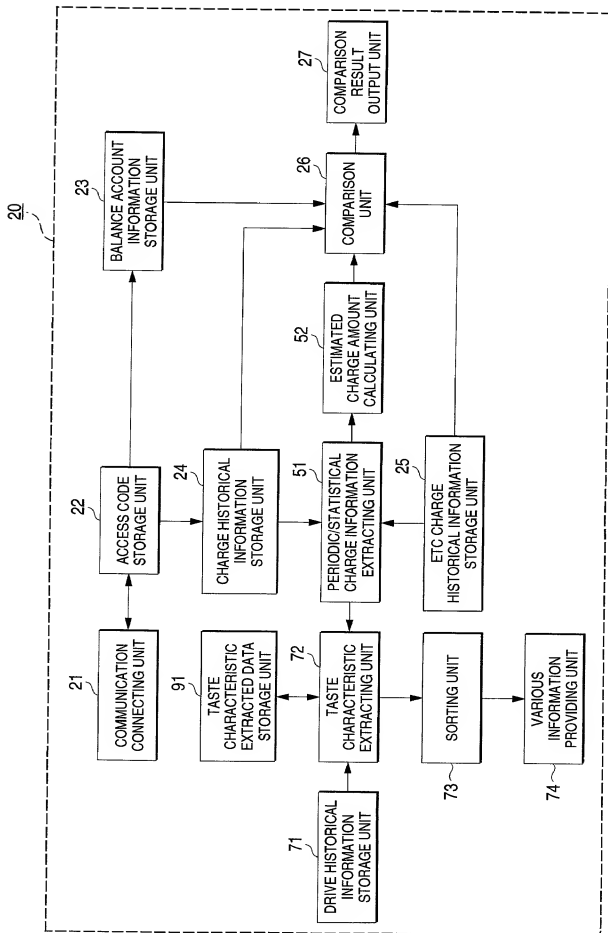 20
21
COMMUNICATION
CONNECTING UNIT
22
ACCESS CODE
STORAGE UNIT
23
BALANCE ACCOUNT
INFORMATION
STORAGE UNIT
91
TASTE
CHARACTERISTIC
EXTRACTED DATA
STORAGE UNIT
24
CHARGE HISTORICAL
INFORMATION
STORAGE UNIT
71
DRIVE HISTORICAL
INFORMATION
STORAGE UNIT
72
TASTE
CHARACTERISTIC
EXTRACTING UNIT
51
PERIODIC/STATISTICAL
CHARGE INFORMATION
EXTRACTING UNIT
52
ESTIMATED
CHARGE AMOUNT
CALCULATING UNIT
26
COMPARISON
UNIT
27
COMPARISON
RESULT
OUTPUT UNIT
SORTING UNIT
73
25
ETC CHARGE
HISTORICAL INFORMATION
STORAGE UNIT
VARIOUS
INFORMATION
PROVIDING UNIT
74